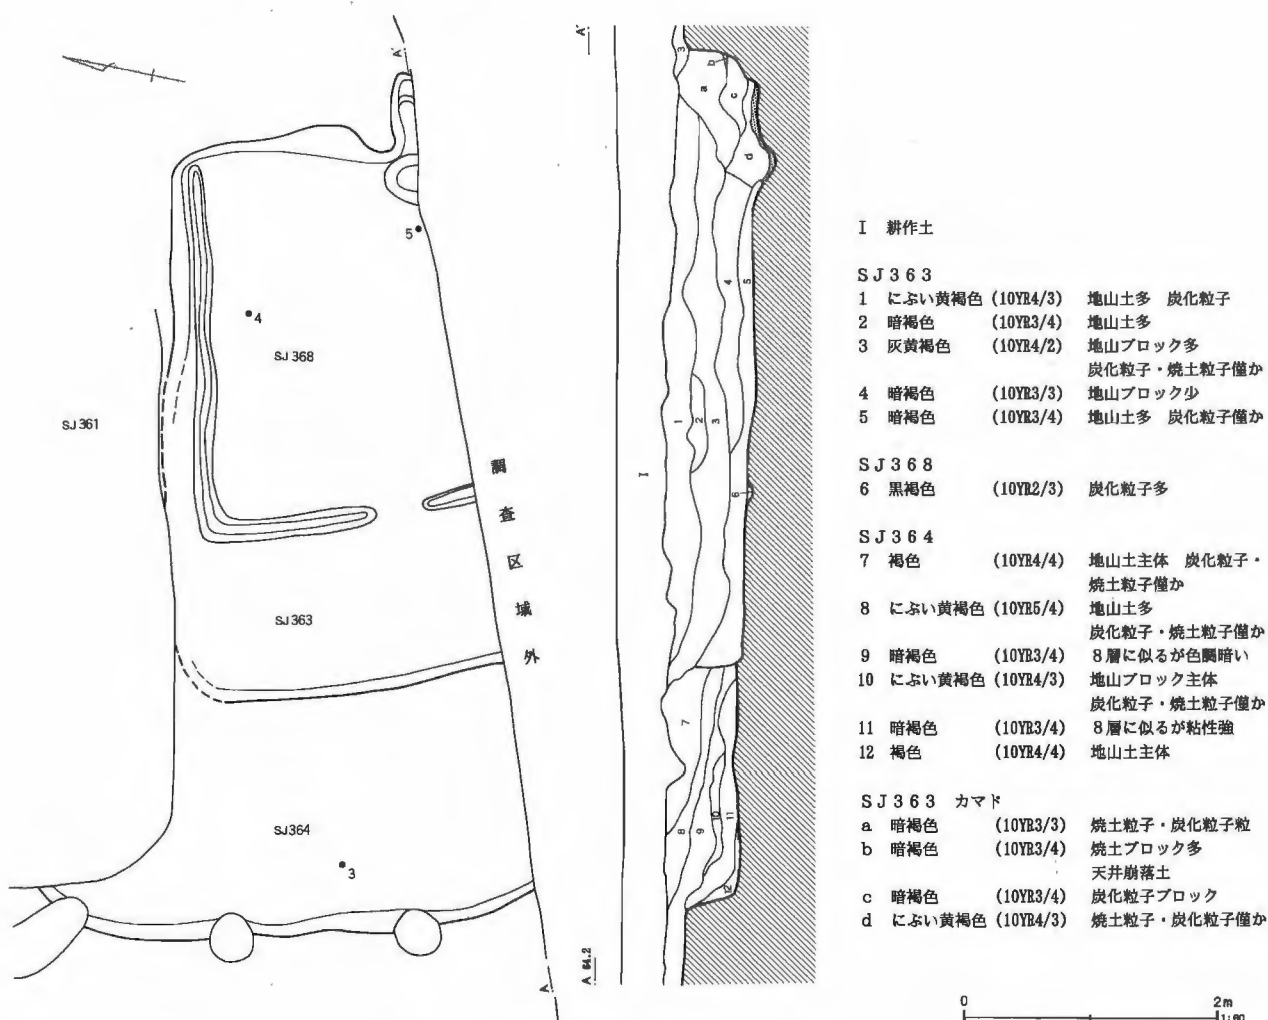 A'
A'
5
4
SJ 368
SJ 361
調査区域外
SJ 363
SJ 364
3
A
A 64.2
I
3
b
a
c
d
4
5
1
2
3
6
7
8
9
10
11
12
I 耕作土
SJ363
1 にぶい黄褐色 (10YR4/3) 地山土多 炭化粒子
2 暗褐色 (10YR3/4) 地山土多
3 灰黄褐色 (10YR4/2) 地山ブロック多
炭化粒子・焼土粒子僅か
4 暗褐色 (10YR3/3) 地山ブロック少
5 暗褐色 (10YR3/4) 地山土多 炭化粒子僅か
SJ368
6 黒褐色 (10YR2/3) 炭化粒子多
SJ364
7 褐色 (10YR4/4) 地山土主体 炭化粒子・
焼土粒子僅か
8 にぶい黄褐色 (10YR5/4) 地山土多
炭化粒子・焼土粒子僅か
9 暗褐色 (10YR3/4) 8層に似るが色調暗い
10 にぶい黄褐色 (10YR4/3) 地山ブロック主体
炭化粒子・焼土粒子僅か
11 暗褐色 (10YR3/4) 8層に似るが粘性強
12 褐色 (10YR4/4) 地山土主体
SJ363 カマド
a 暗褐色 (10YR3/3) 焼土粒子・炭化粒子粒
b 暗褐色 (10YR3/4) 焼土ブロック多
天井崩落土
c 暗褐色 (10YR3/4) 炭化粒子ブロック
d にぶい黄褐色 (10YR4/3) 焼土粒子・炭化粒子僅か
0 2m
1:60